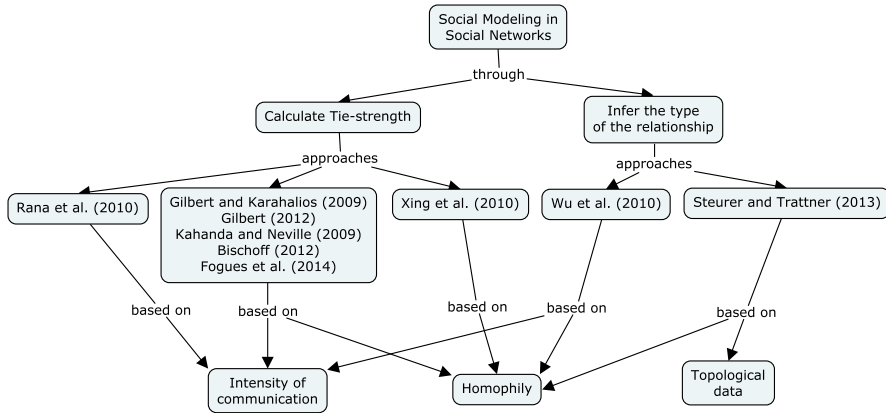 Social Modeling in
Social Networks
through
Calculate Tie-strength
Infer the type
of the relationship
approaches
approaches
Rana et al. (2010)
Gilbert and Karahalios (2009)
Gilbert (2012)
Kahanda and Neville (2009)
Bischoff (2012)
Fogues et al. (2014)
Xing et al. (2010)
Wu et al. (2010)
Steurer and Trattner (2013)
based on
based on
based on
based on
based on
Intensity of
communication
Homophily
Topological
data